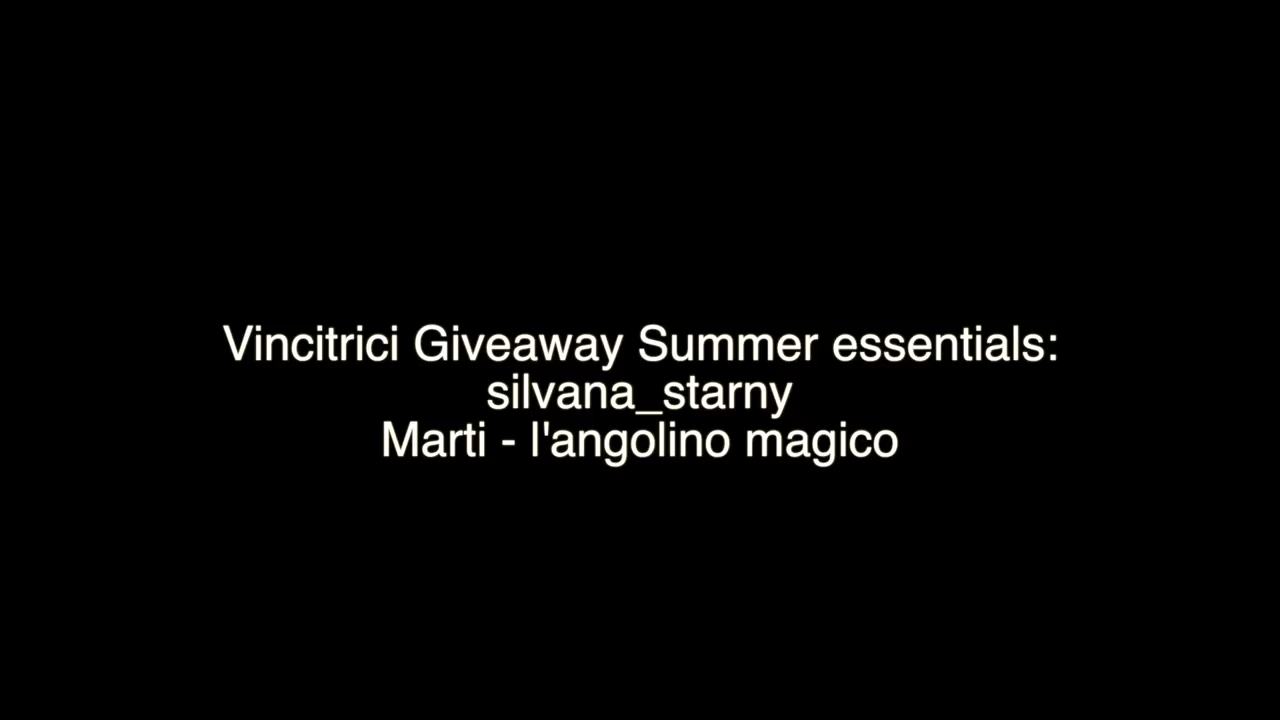 Vincitrici Giveaway Summer essentials:
silvana_starny
Marti - l'angolino magico